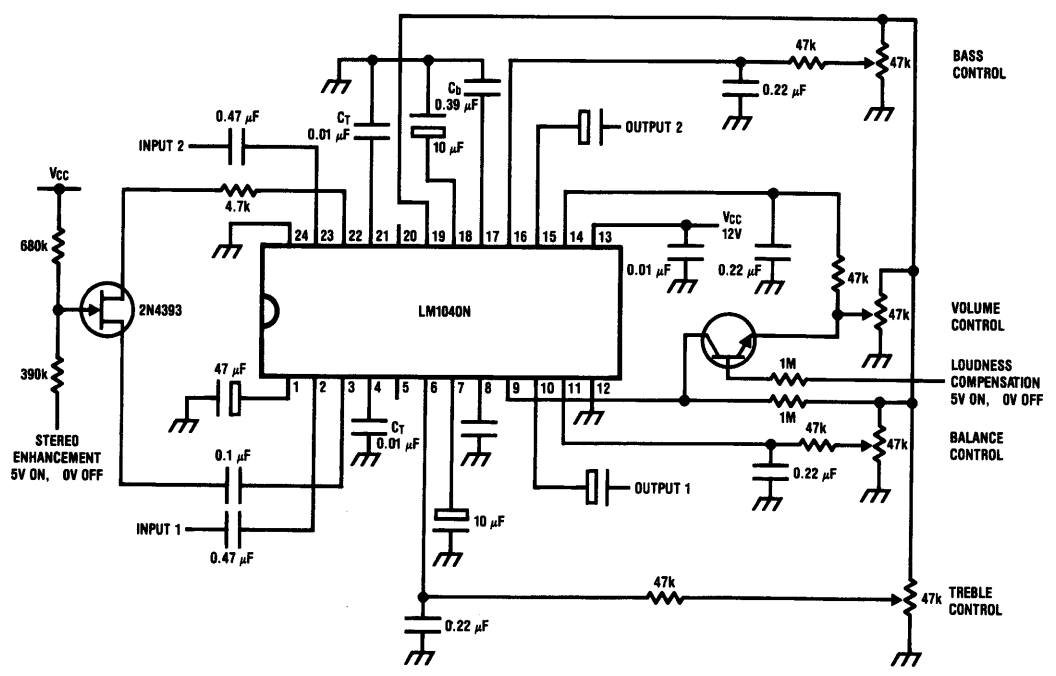 47k
47k
BASS
CONTROL
0.22 µF
Cb
0.39 µF
CT
0.01 µF
10 µF
OUTPUT 2
0.47 µF
INPUT 2
VCC
4.7k
680k
24 23 22 21 20 19 18 17 16 15 14 13
VCC
12V
0.01 µF
0.22 µF
47k
47k
VOLUME
CONTROL
2N4393
LM1040N
390k
47 µF
1 2 3 4 5 6 7 8 9 10 11 12
1M
LOUDNESS
COMPENSATION
5V ON, 0V OFF
1M
CT
0.01 µF
STEREO
ENHANCEMENT
5V ON, 0V OFF
47k
47k
BALANCE
CONTROL
0.22 µF
0.1 µF
OUTPUT 1
INPUT 1
0.47 µF
10 µF
47k
47k
TREBLE
CONTROL
0.22 µF